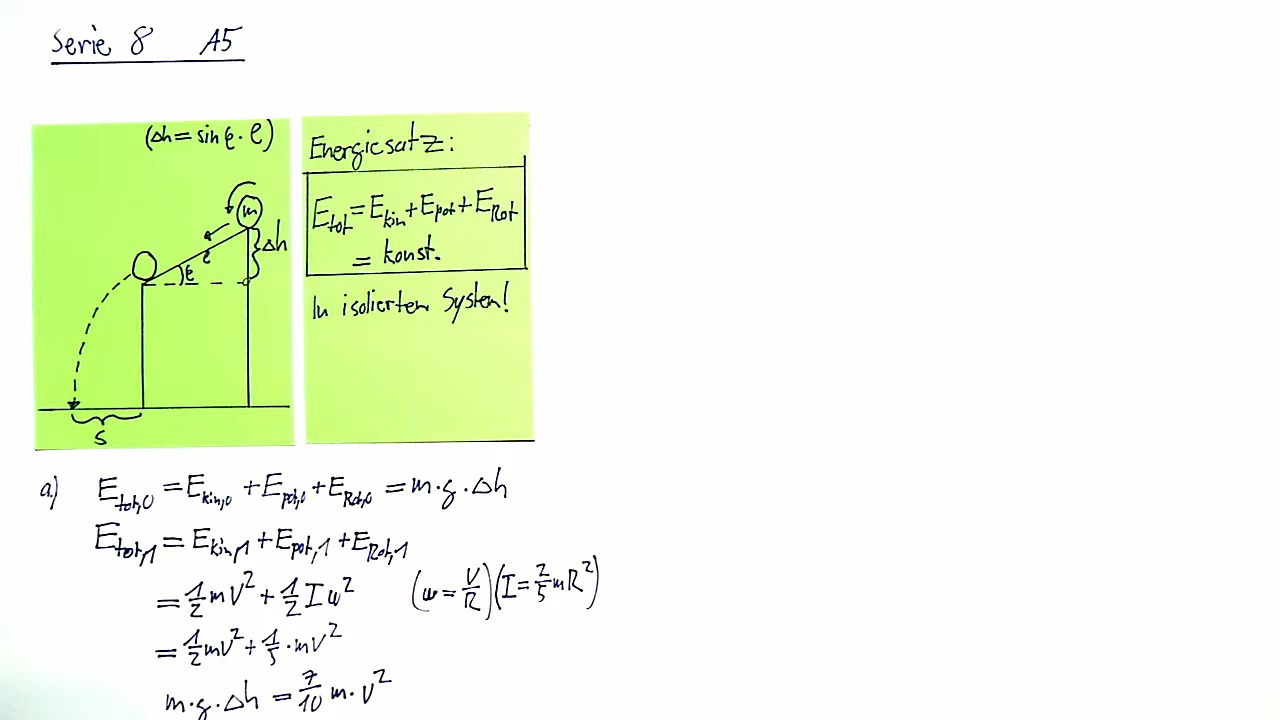 Serie 8 A5
(Δh = sin φ · l)
m
Δh
l
φ
s
Energiesatz:
E_tot = E_kin + E_pot + E_Rot
= konst.
In isoliertem System!
a.) E_tot,0 = E_kin,0 + E_pot,0 + E_Rot,0 = m·g·Δh
E_tot,1 = E_kin,1 + E_pot,1 + E_Rot,1
= 1/2 mV² + 1/2 Iω² (ω = V/R) (I = 2/5 mR²)
= 1/2 mV² + 1/5 · mV²
m·g·Δh = 7/10 m·V²